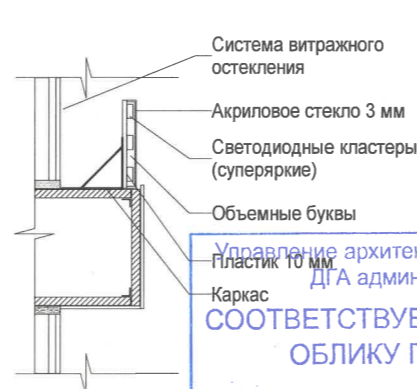 Система витражного
остекления
Акриловое стекло 3 мм
Светодиодные кластеры
(суперяркие)
Объемные буквы
Управление архите
Пластик 10 мм
ДГА админ
Каркас
СООТВЕТСТВУЕ
ОБЛИКУ Г